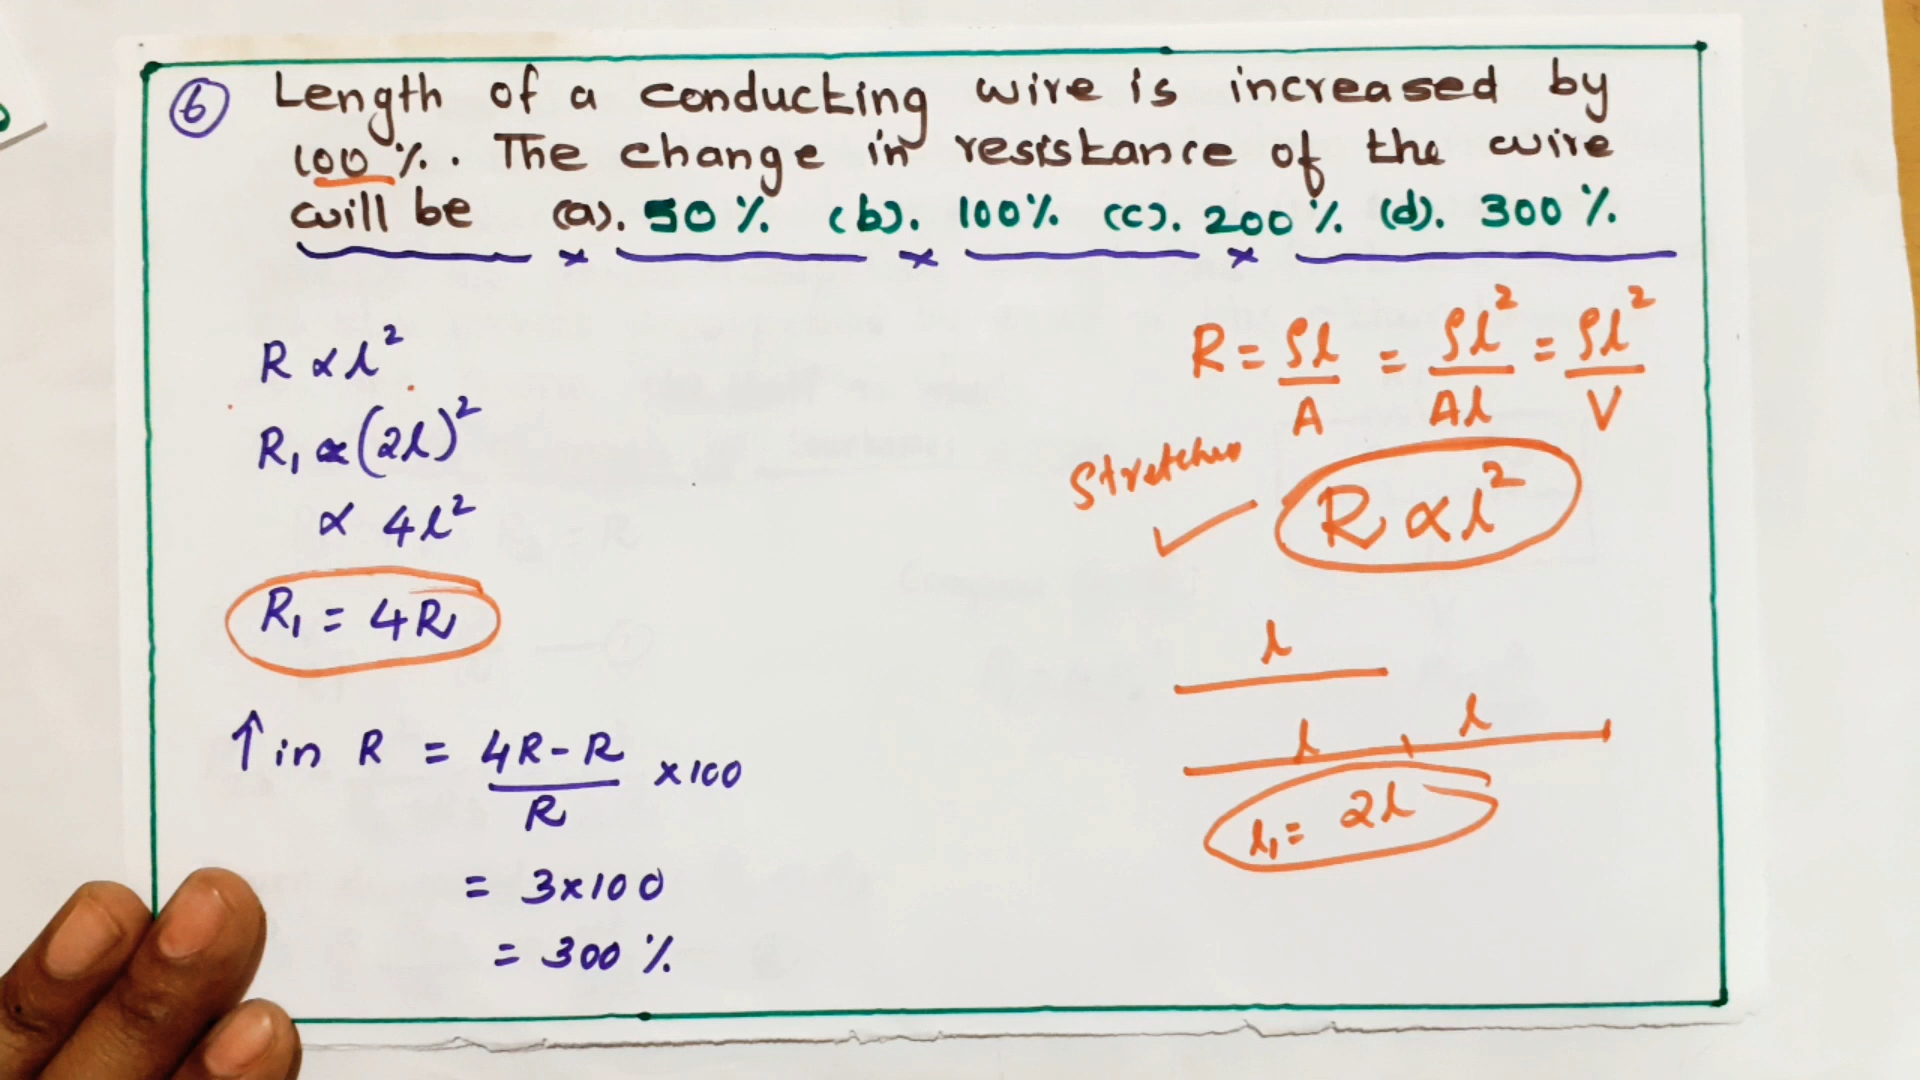 6 Length of a conducting wire is increased by
100 %. The change in resistance of the wire
will be (a). 50 % (b). 100% (c). 200 % (d). 300 %.
R ∝ l²
R₁ ∝ (2l)²
∝ 4l²
R₁ = 4R
↑ in R = (4R - R)/R × 100
= 3×100
= 300 %
R = ρl/A = ρl²/Al = ρl²/V
R ∝ l²
l
l l
l₁ = 2l